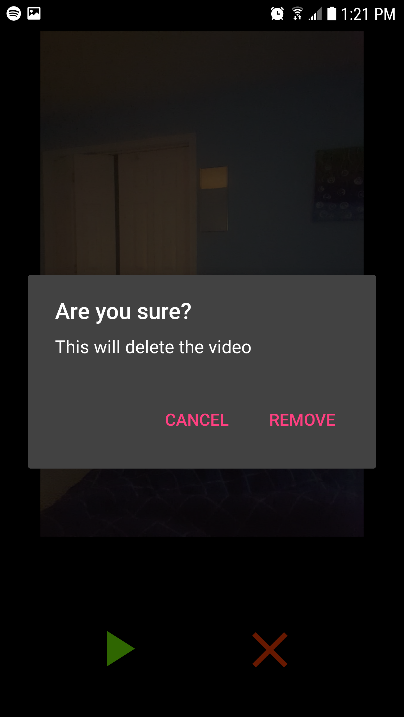 1:21 PM
Are you sure?
This will delete the video
CANCEL REMOVE